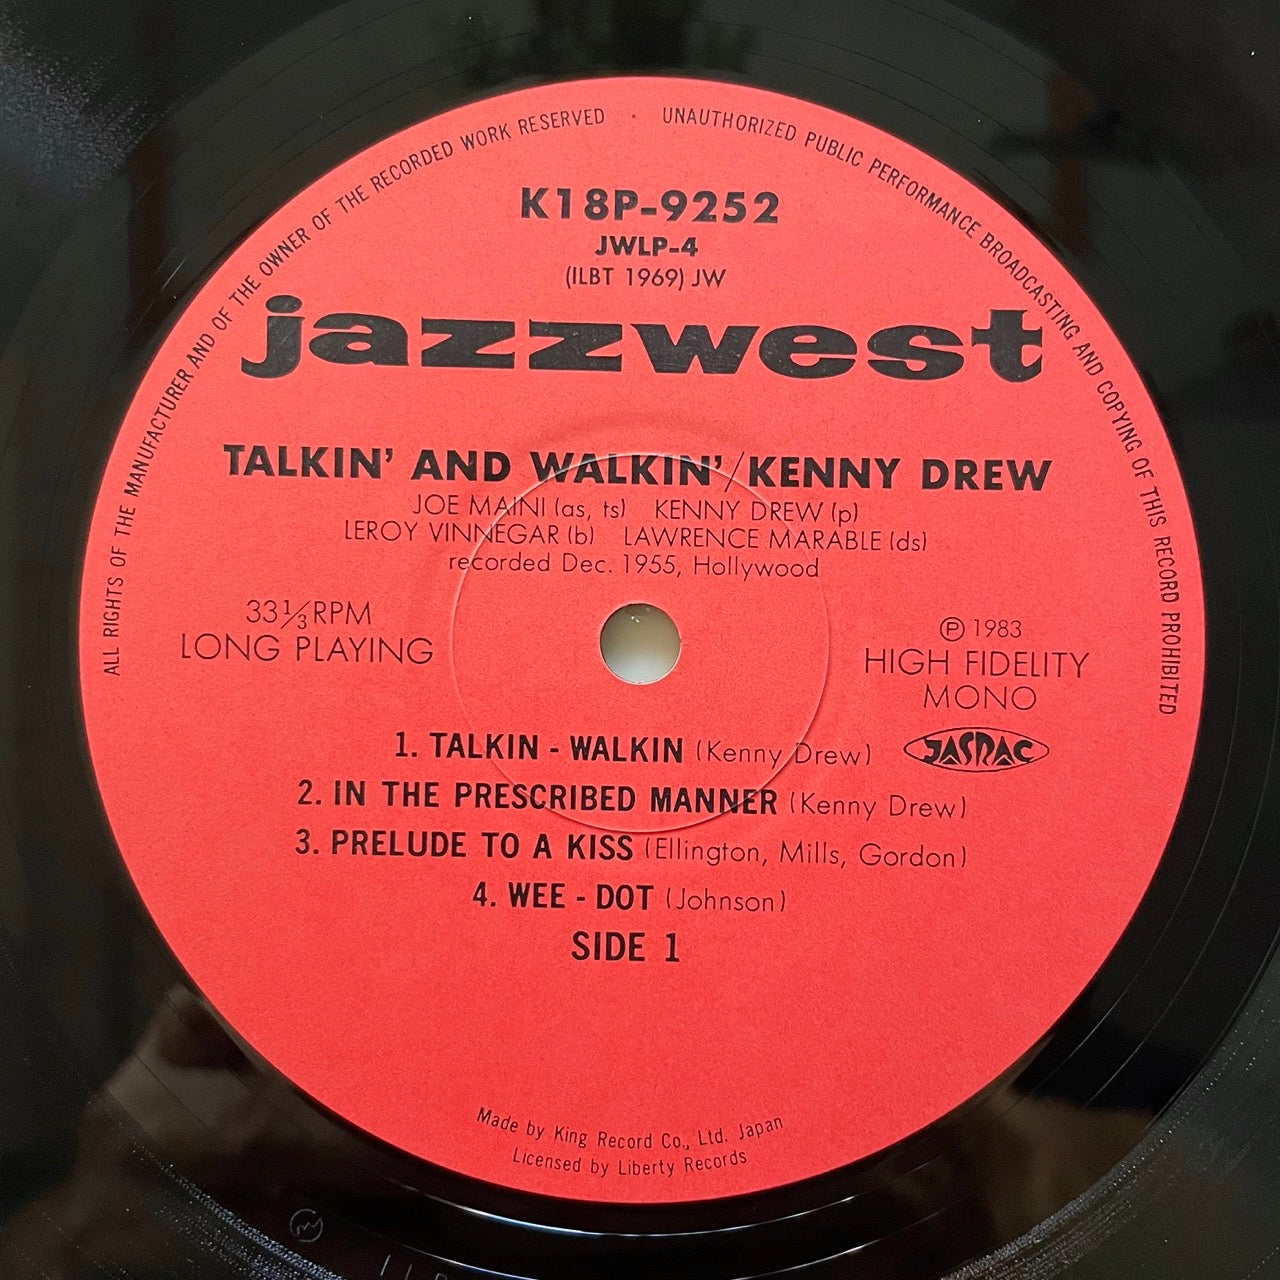 ALL RIGHTS OF THE MANUFACTURER AND OF THE OWNER OF THE RECORDED WORK RESERVED · UNAUTHORIZED PUBLIC PERFORMANCE BROADCASTING AND COPYING OF THIS RECORD PROHIBITED
K18P-9252
JWLP-4
(ILBT 1969) JW
jazzwest
TALKIN' AND WALKIN'/KENNY DREW
JOE MAINI (as, ts) KENNY DREW (p)
LEROY VINNEGAR (b) LAWRENCE MARABLE (ds)
recorded Dec. 1955, Hollywood
33⅓ RPM
LONG PLAYING
℗ 1983
HIGH FIDELITY
MONO
JASRAC
1. TALKIN - WALKIN (Kenny Drew)
2. IN THE PRESCRIBED MANNER (Kenny Drew)
3. PRELUDE TO A KISS (Ellington, Mills, Gordon)
4. WEE - DOT (Johnson)
SIDE 1
Made by King Record Co., Ltd. Japan
Licensed by Liberty Records